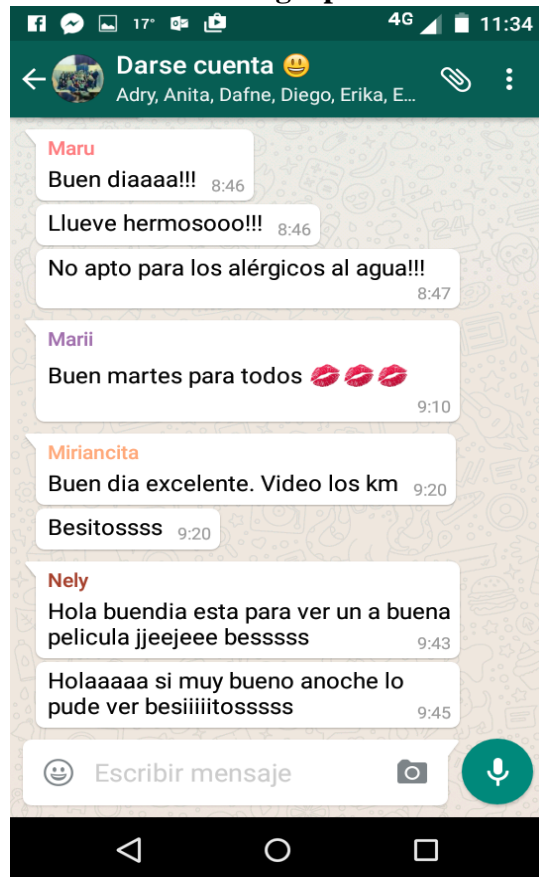 17° 4G 11:34
Darse cuenta 😃
Adry, Anita, Dafne, Diego, Erika, E...
Maru
Buen diaaaa!!! 8:46
Llueve hermosooo!!! 8:46
No apto para los alérgicos al agua!!!
8:47
Marii
Buen martes para todos 💋💋💋
9:10
Miriancita
Buen dia excelente. Video los km 9:20
Besitossss 9:20
Nely
Hola buendia esta para ver un a buena
pelicula jjeejeee besssss 9:43
Holaaaaa si muy bueno anoche lo
pude ver besiiiiitosssss 9:45
Escribir mensaje